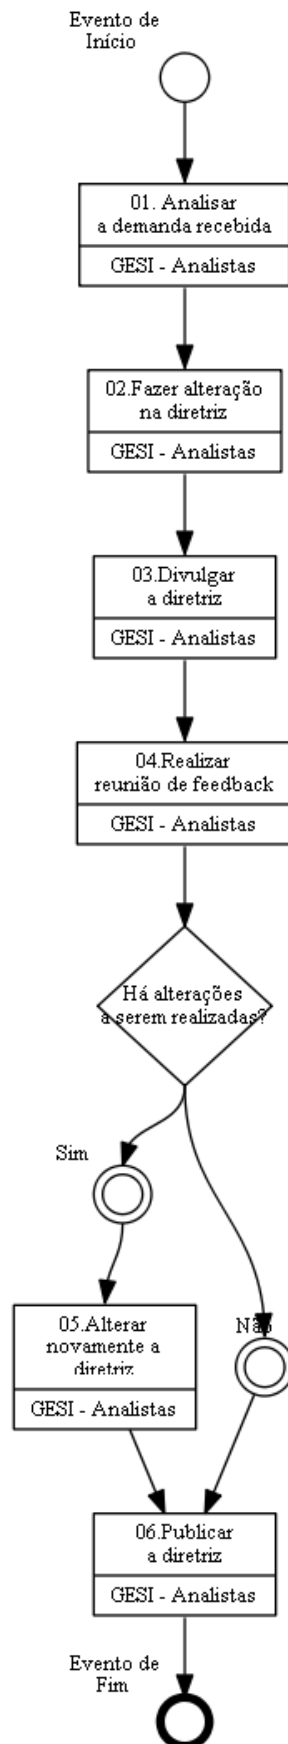 Evento de
Início
01. Analisar
a demanda recebida
GESI - Analistas
02.Fazer alteração
na diretriz
GESI - Analistas
03.Divulgar
a diretriz
GESI - Analistas
04.Realizar
reunião de feedback
GESI - Analistas
Há alterações
a serem realizadas?
Sim
Não
05.Alterar
novamente a
diretriz
GESI - Analistas
06.Publicar
a diretriz
GESI - Analistas
Evento de
Fim